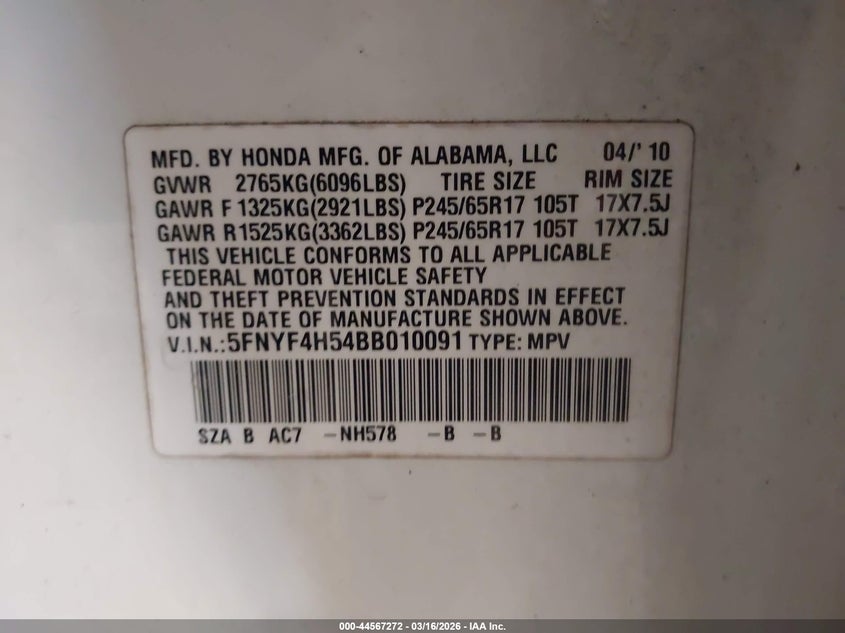 MFD. BY HONDA MFG. OF ALABAMA, LLC 04/' 10
GVWR 2765KG(6096LBS) TIRE SIZE RIM SIZE
GAWR F 1325KG(2921LBS) P245/65R17 105T 17X7.5J
GAWR R1525KG(3362LBS) P245/65R17 105T 17X7.5J
THIS VEHICLE CONFORMS TO ALL APPLICABLE
FEDERAL MOTOR VEHICLE SAFETY
AND THEFT PREVENTION STANDARDS IN EFFECT
ON THE DATE OF MANUFACTURE SHOWN ABOVE.
V.I.N.:5FNYF4H54BB010091 TYPE: MPV
SZA B AC7 -NH578 -B -B
000-44567272 - 03/16/2026 - IAA Inc.